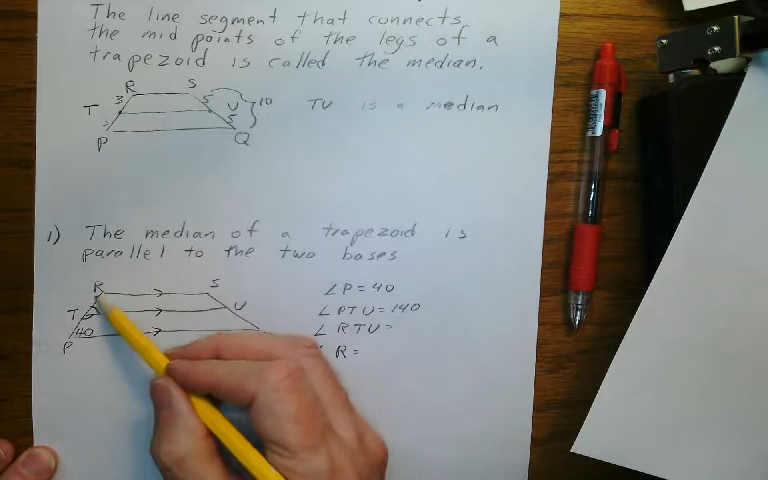 The line segment that connects
the mid points of the legs of a
trapezoid is called the median.
R S
3 5 U 10
T
5
P Q
TU is a median
1) The median of a trapezoid is
parallel to the two bases
R S
T U
40
P
∠P = 40
∠PTU = 140
∠RTU =
R =